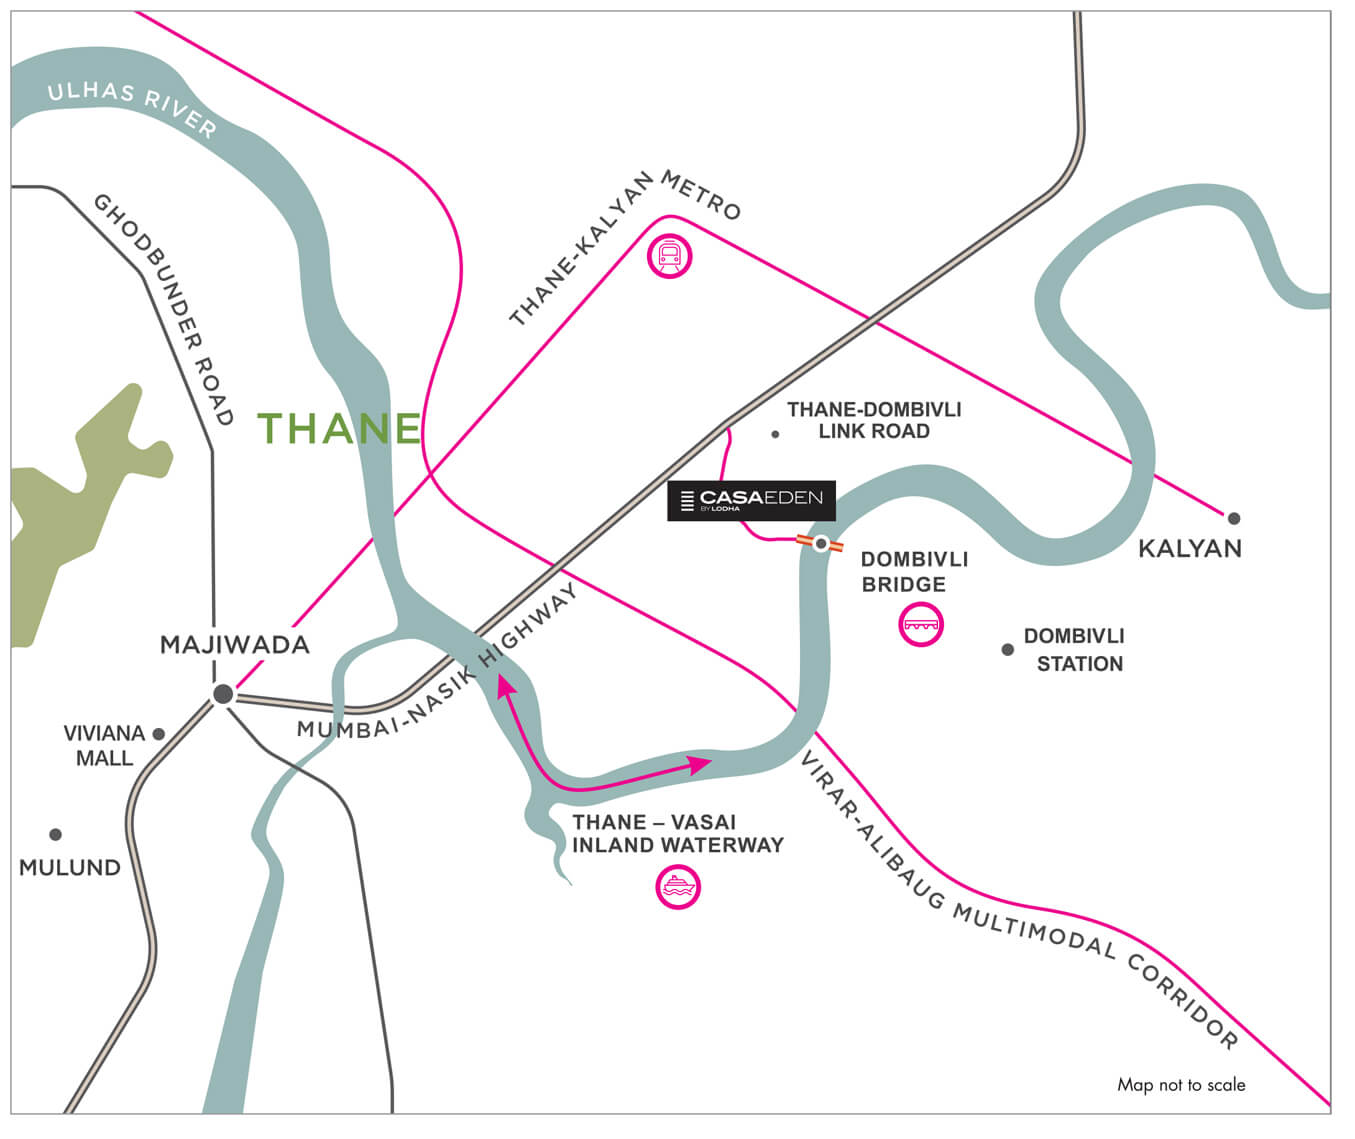 ULHAS RIVER
GHODBUNDER ROAD
THANE-KALYAN METRO
THANE
THANE-DOMBIVLI
LINK ROAD
CASAEDEN
BY LODHA
KALYAN
DOMBIVLI
BRIDGE
DOMBIVLI
STATION
MAJIWADA
MUMBAI-NASIK HIGHWAY
VIVIANA
MALL
MULUND
THANE – VASAI
INLAND WATERWAY
VIRAR-ALIBAUG MULTIMODAL CORRIDOR
Map not to scale